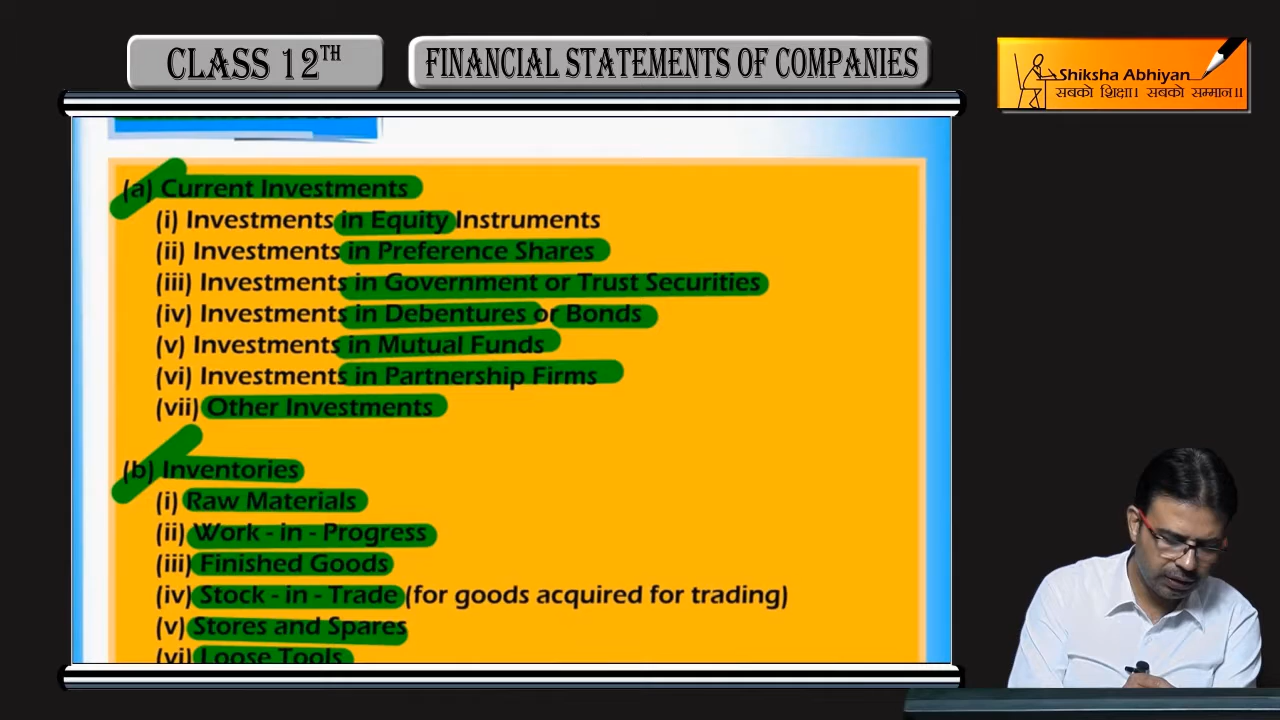 CLASS 12TH
FINANCIAL STATEMENTS OF COMPANIES
Shiksha Abhiyan
सबको शिक्षा। सबको सम्मान॥
(a) Current Investments
(i) Investments in Equity Instruments
(ii) Investments in Preference Shares
(iii) Investments in Government or Trust Securities
(iv) Investments in Debentures or Bonds
(v) Investments in Mutual Funds
(vi) Investments in Partnership Firms
(vii) Other Investments
(b) Inventories
(i) Raw Materials
(ii) Work - in - Progress
(iii) Finished Goods
(iv) Stock - in - Trade (for goods acquired for trading)
(v) Stores and Spares
(vi) Loose Tools